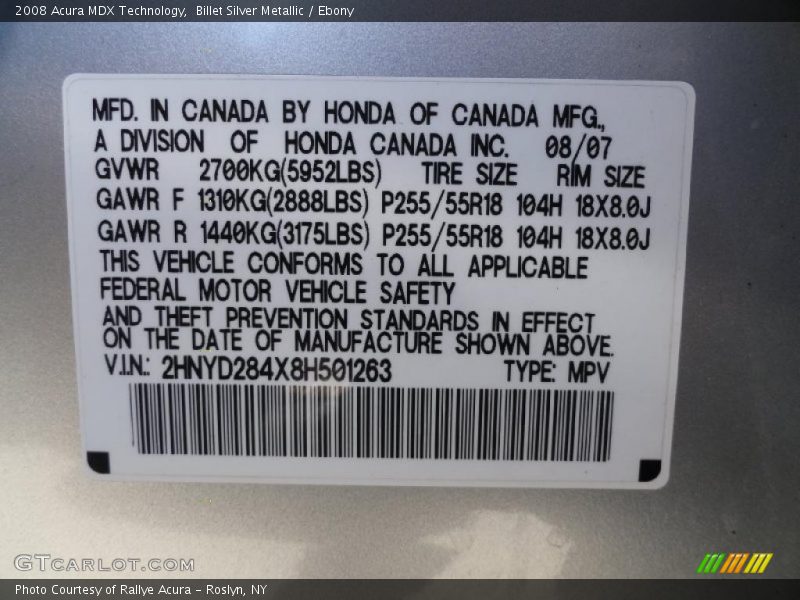 2008 Acura MDX Technology,  Billet Silver Metallic / Ebony
MFD. IN CANADA BY HONDA OF CANADA MFG.,
A DIVISION OF HONDA CANADA INC. 08/07
GVWR 2700KG(5952LBS) TIRE SIZE RIM SIZE
GAWR F 1310KG(2888LBS) P255/55R18 104H 18X8.0J
GAWR R 1440KG(3175LBS) P255/55R18 104H 18X8.0J
THIS VEHICLE CONFORMS TO ALL APPLICABLE
FEDERAL MOTOR VEHICLE SAFETY
AND THEFT PREVENTION STANDARDS IN EFFECT
ON THE DATE OF MANUFACTURE SHOWN ABOVE.
V.I.N.: 2HNYD284X8H501263 TYPE: MPV
GTCARLOT.COM
Photo Courtesy of Rallye Acura - Roslyn, NY